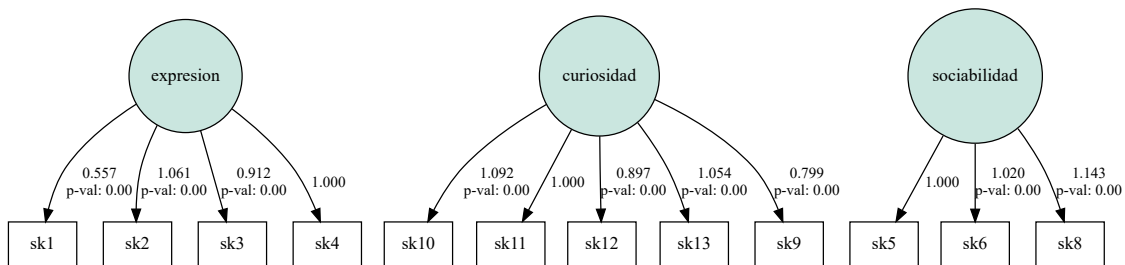 expresion
curiosidad
sociabilidad
0.557
p-val: 0.00
1.061
p-val: 0.00
0.912
p-val: 0.00
1.000
1.092
p-val: 0.00
1.000
0.897
p-val: 0.00
1.054
p-val: 0.00
0.799
p-val: 0.00
1.000
1.020
p-val: 0.00
1.143
p-val: 0.00
sk1
sk2
sk3
sk4
sk10
sk11
sk12
sk13
sk9
sk5
sk6
sk8